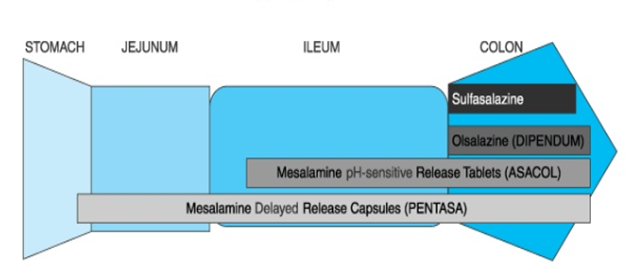 STOMACH JEJUNUM ILEUM COLON
Sulfasalazine
Olsalazine (DIPENDUM)
Mesalamine pH-sensitive Release Tablets (ASACOL)
Mesalamine Delayed Release Capsules (PENTASA)